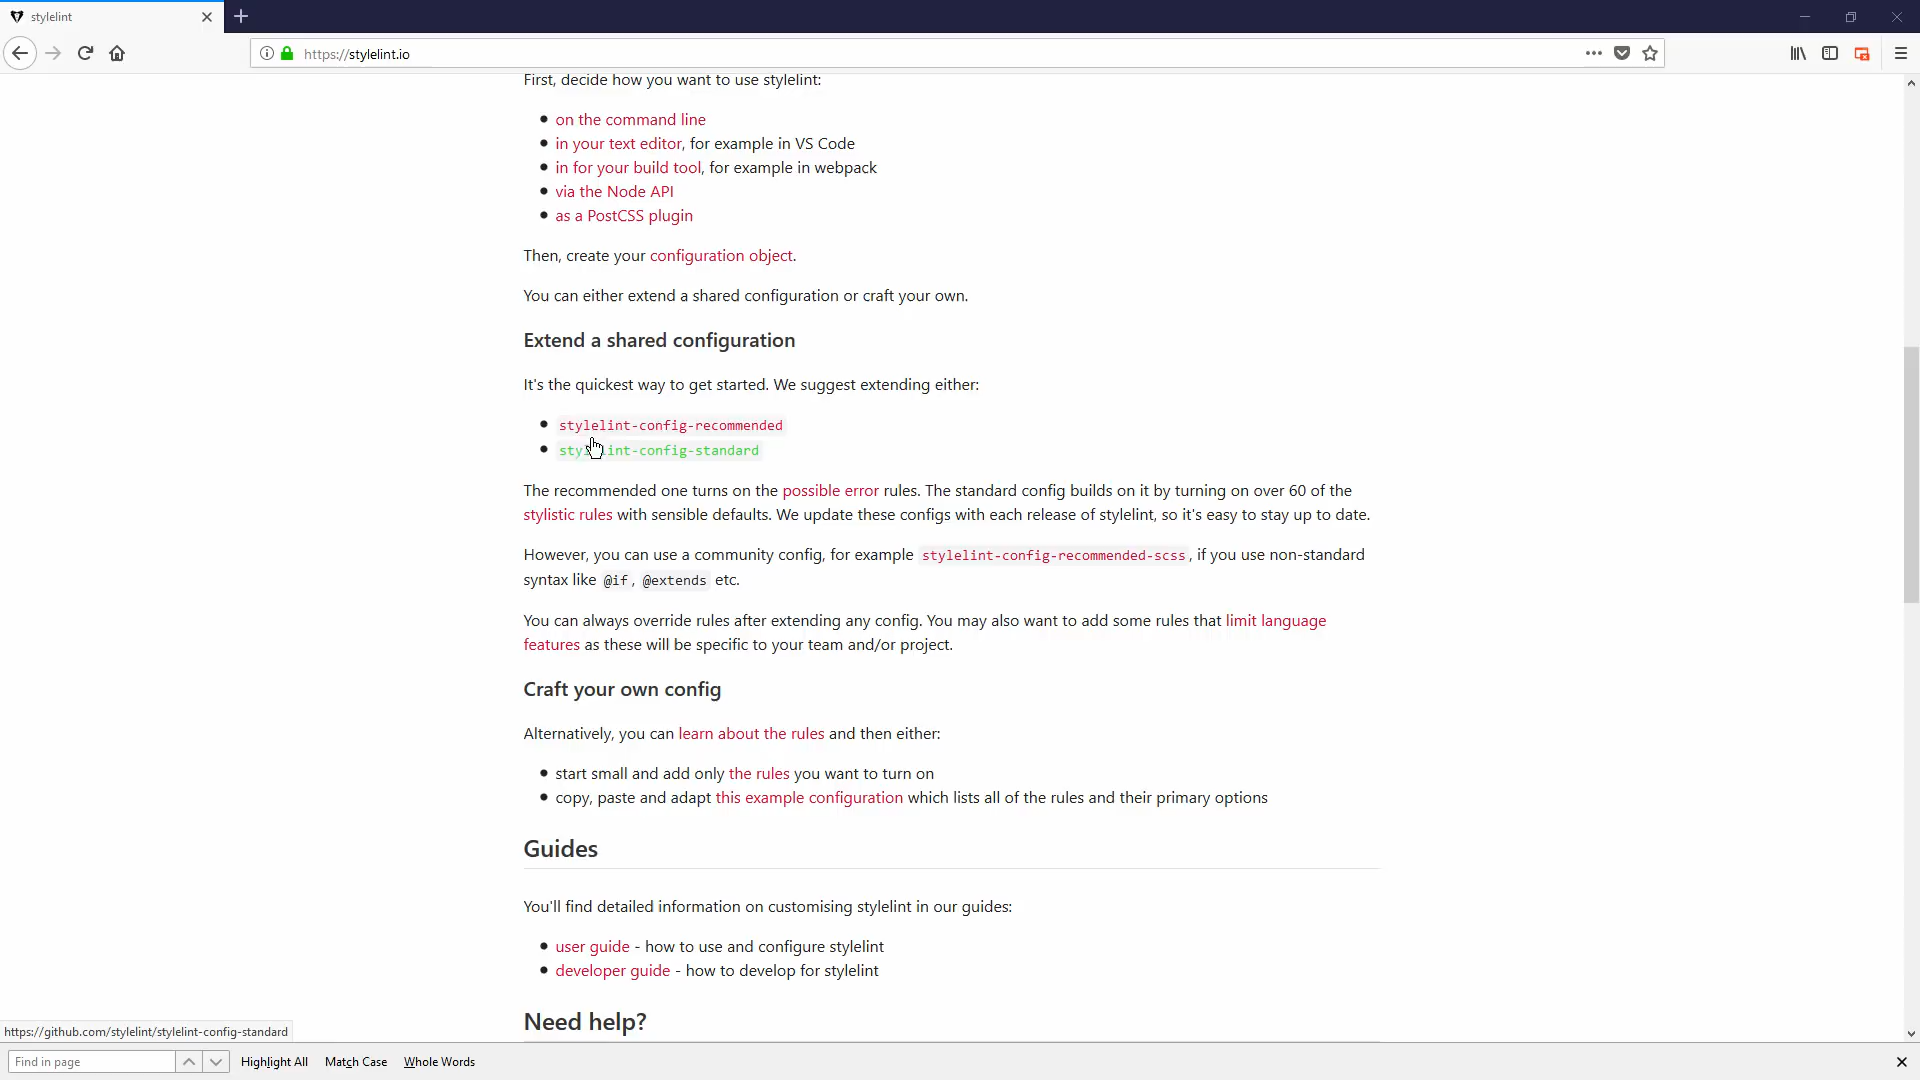 stylelint
https://stylelint.io
First, decide how you want to use stylelint:
on the command line
in your text editor, for example in VS Code
in for your build tool, for example in webpack
via the Node API
as a PostCSS plugin
Then, create your configuration object.
You can either extend a shared configuration or craft your own.
Extend a shared configuration
It's the quickest way to get started. We suggest extending either:
stylelint-config-recommended
stylelint-config-standard
The recommended one turns on the possible error rules. The standard config builds on it by turning on over 60 of the
stylistic rules with sensible defaults. We update these configs with each release of stylelint, so it's easy to stay up to date.
However, you can use a community config, for example stylelint-config-recommended-scss, if you use non-standard
syntax like @if, @extends etc.
You can always override rules after extending any config. You may also want to add some rules that limit language
features as these will be specific to your team and/or project.
Craft your own config
Alternatively, you can learn about the rules and then either:
start small and add only the rules you want to turn on
copy, paste and adapt this example configuration which lists all of the rules and their primary options
Guides
You'll find detailed information on customising stylelint in our guides:
user guide - how to use and configure stylelint
developer guide - how to develop for stylelint
Need help?
https://github.com/stylelint/stylelint-config-standard
Find in page
Highlight All
Match Case
Whole Words